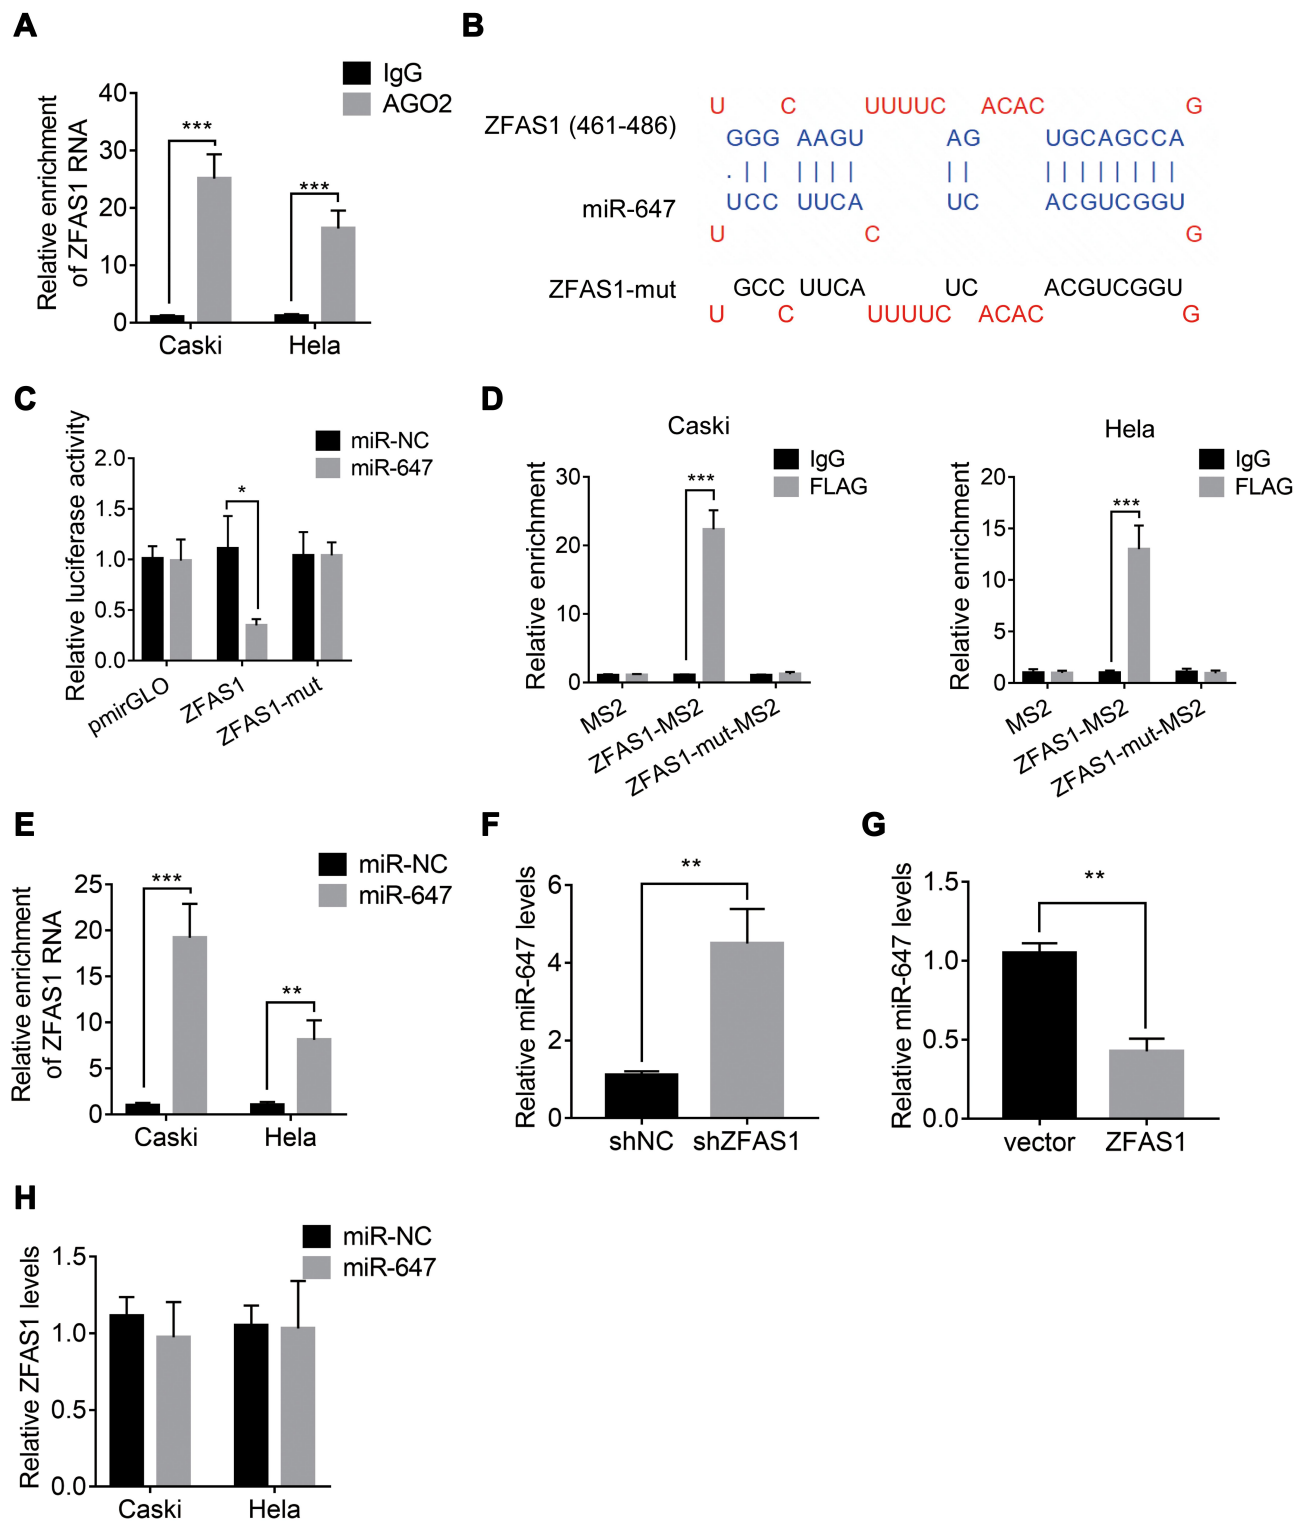 A
IgG
AGO2
Relative enrichment
of ZFAS1 RNA
40
30
20
10
0
***
***
Caski
Hela
B
U C UUUUC ACAC G
ZFAS1 (461-486)
GGG AAGU AG UGCAGCCA
. | | | | | | | | | | | | | | | |
miR-647
UCC UUCA UC ACGUCGGU
U C G
ZFAS1-mut
GCC UUCA UC ACGUCGGU
U C UUUUC ACAC G
C
miR-NC
miR-647
Relative luciferase activity
2.0
1.5
1.0
0.5
0.0
*
pmirGLO
ZFAS1
ZFAS1-mut
D
Caski
IgG
FLAG
Relative enrichment
30
20
10
0
***
MS2
ZFAS1-MS2
ZFAS1-mut-MS2
Hela
IgG
FLAG
Relative enrichment
20
15
10
5
0
***
MS2
ZFAS1-MS2
ZFAS1-mut-MS2
E
miR-NC
miR-647
Relative enrichment
of ZFAS1 RNA
25
20
15
10
5
0
***
**
Caski
Hela
F
Relative miR-647 levels
6
4
2
0
**
shNC
shZFAS1
G
Relative miR-647 levels
1.5
1.0
0.5
0.0
**
vector
ZFAS1
H
miR-NC
miR-647
Relative ZFAS1 levels
1.5
1.0
0.5
0.0
Caski
Hela